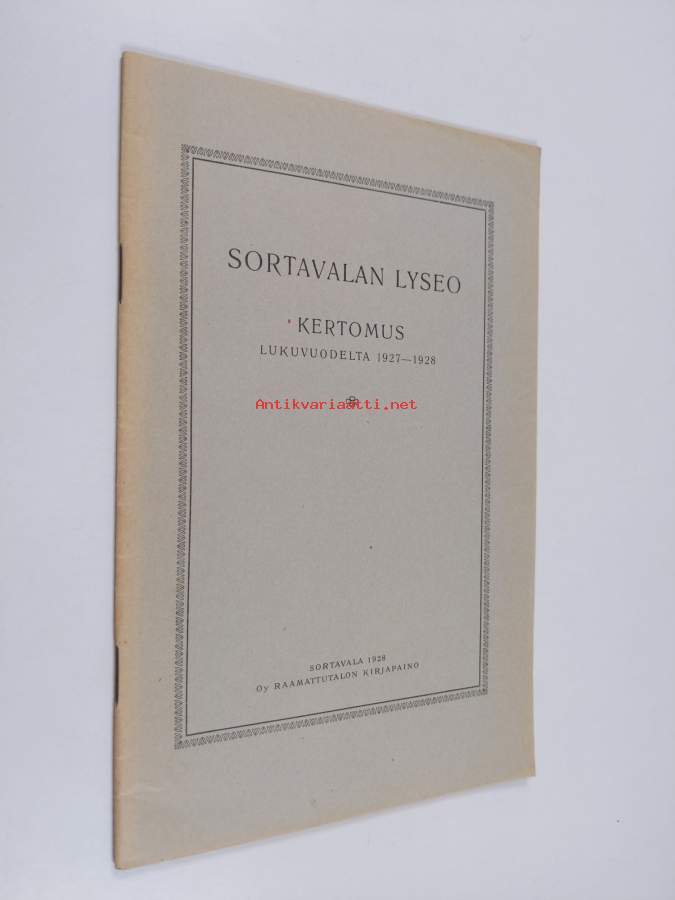 SORTAVALAN LYSEO
KERTOMUS
LUKUVUODELTA 1927—1928
Antikvariaatti.net
SORTAVALA 1928
Oy RAAMATTUTALON KIRJAPAINO